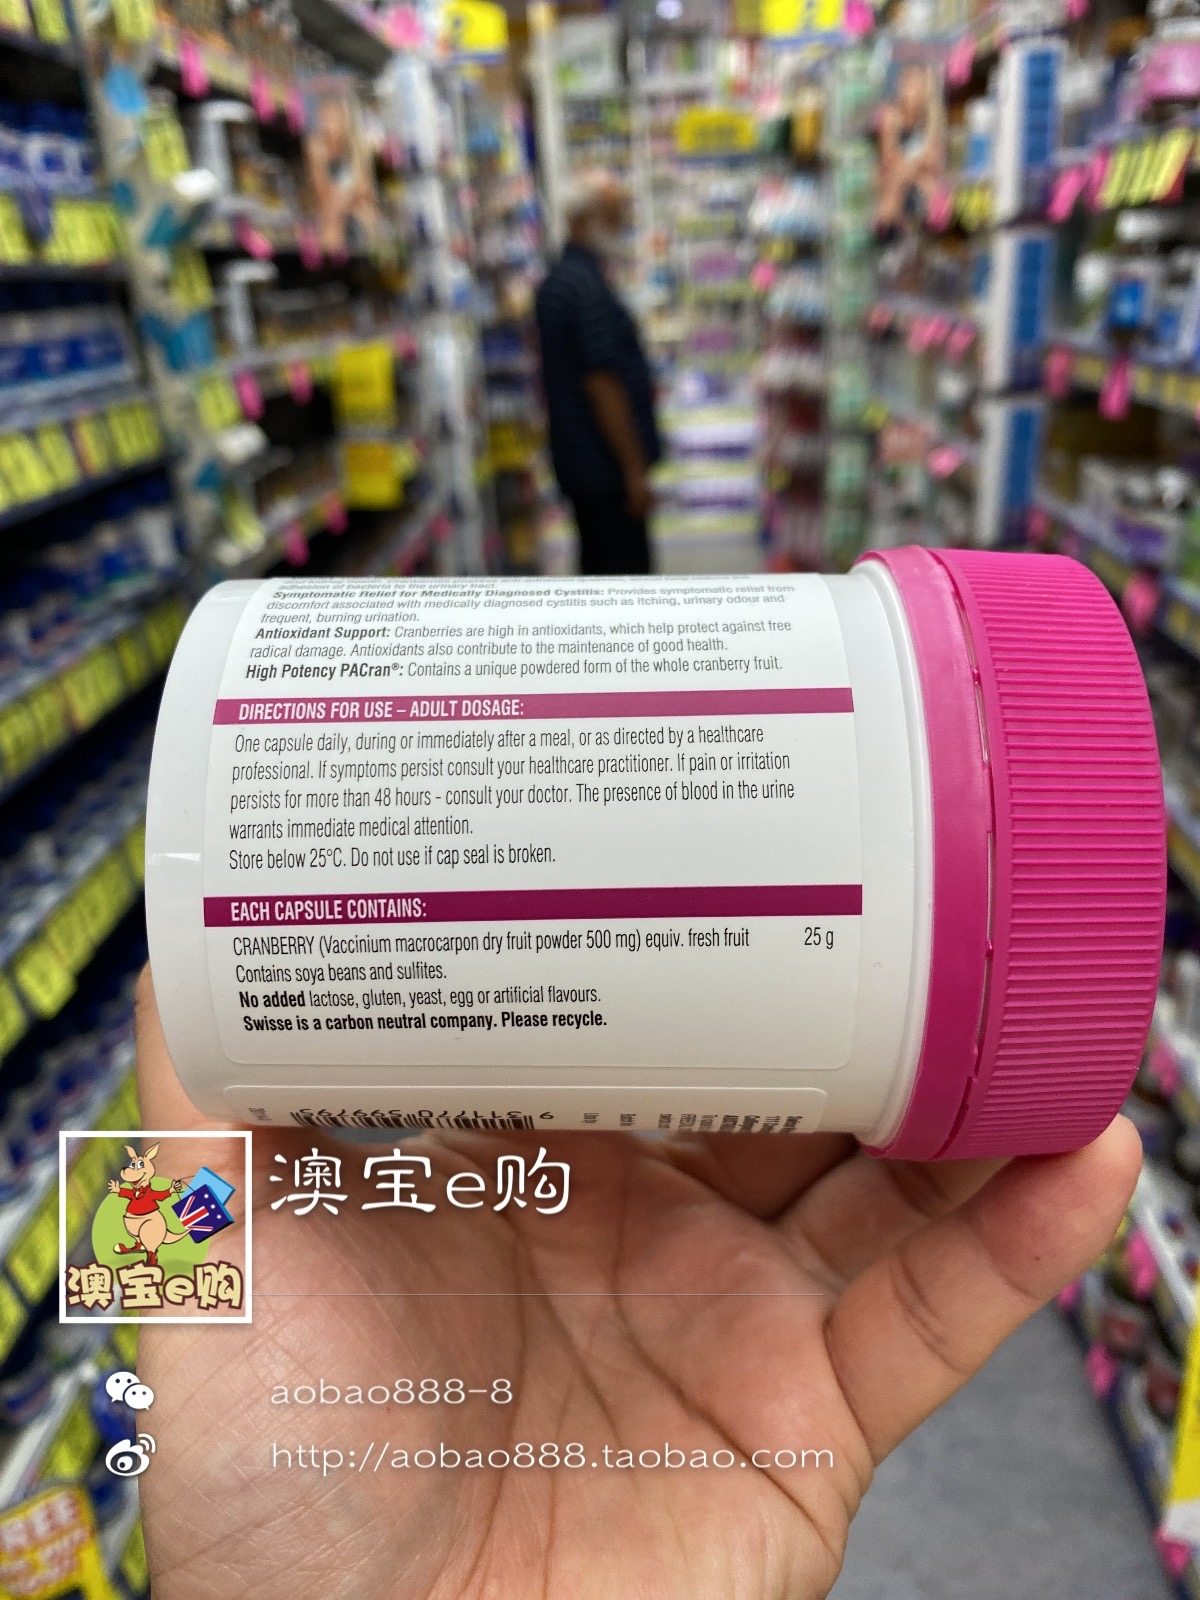 adhesion of bacteria to the urinary tract.
Symptomatic Relief for Medically Diagnosed Cystitis: Provides symptomatic relief from
discomfort associated with medically diagnosed cystitis such as itching, urinary odour and
frequent, burning urination.
Antioxidant Support: Cranberries are high in antioxidants, which help protect against free
radical damage. Antioxidants also contribute to the maintenance of good health.
High Potency PACran®: Contains a unique powdered form of the whole cranberry fruit.
DIRECTIONS FOR USE – ADULT DOSAGE:
One capsule daily, during or immediately after a meal, or as directed by a healthcare
professional. If symptoms persist consult your healthcare practitioner. If pain or irritation
persists for more than 48 hours - consult your doctor. The presence of blood in the urine
warrants immediate medical attention.
Store below 25°C. Do not use if cap seal is broken.
EACH CAPSULE CONTAINS:
CRANBERRY (Vaccinium macrocarpon dry fruit powder 500 mg) equiv. fresh fruit 25 g
Contains soya beans and sulfites.
No added lactose, gluten, yeast, egg or artificial flavours.
Swisse is a carbon neutral company. Please recycle.
澳宝e购
澳宝e购
aobao888-8
http://aobao888.taobao.com
FREE